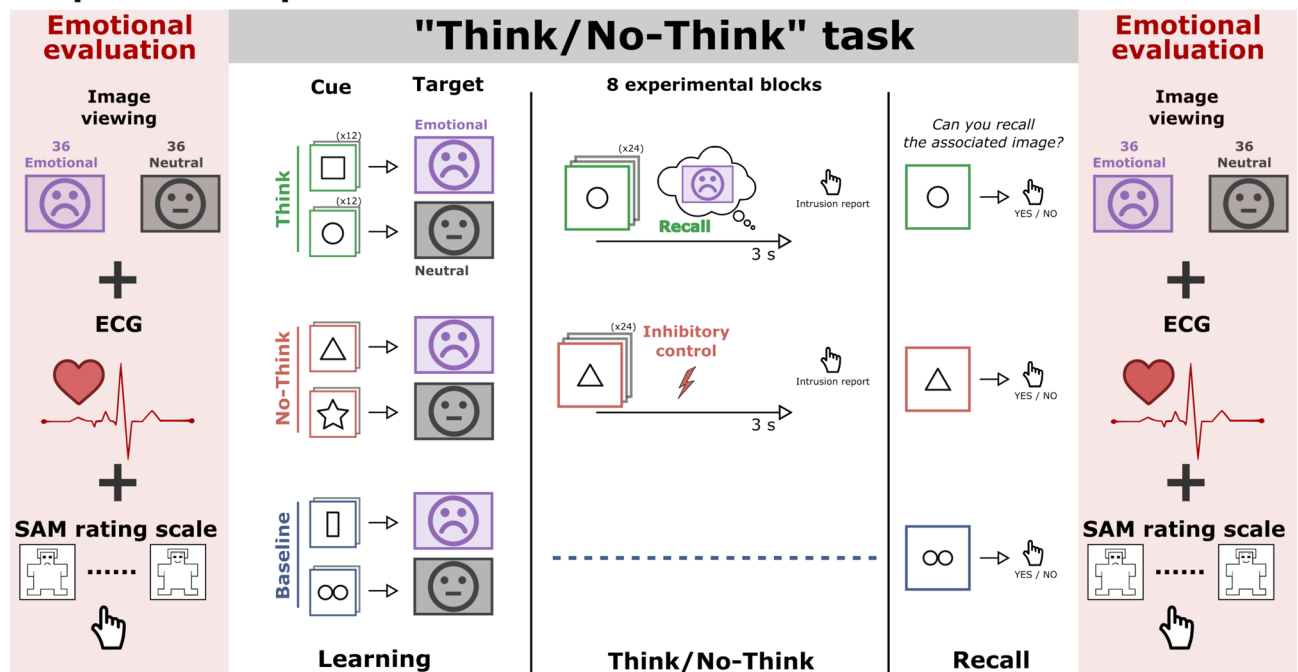 Emotional
evaluation
Image
viewing
36
Emotional
36
Neutral
ECG
SAM rating scale
......
"Think/No-Think" task
Cue
Target
Think
(x12)
Emotional
(x12)
Neutral
No-Think
Baseline
Learning
8 experimental blocks
(x24)
Recall
3 s
Intrusion report
(x24)
Inhibitory
control
3 s
Intrusion report
Think/No-Think
Can you recall
the associated image?
YES / NO
YES / NO
YES / NO
Recall
Emotional
evaluation
Image
viewing
36
Emotional
36
Neutral
ECG
SAM rating scale
......